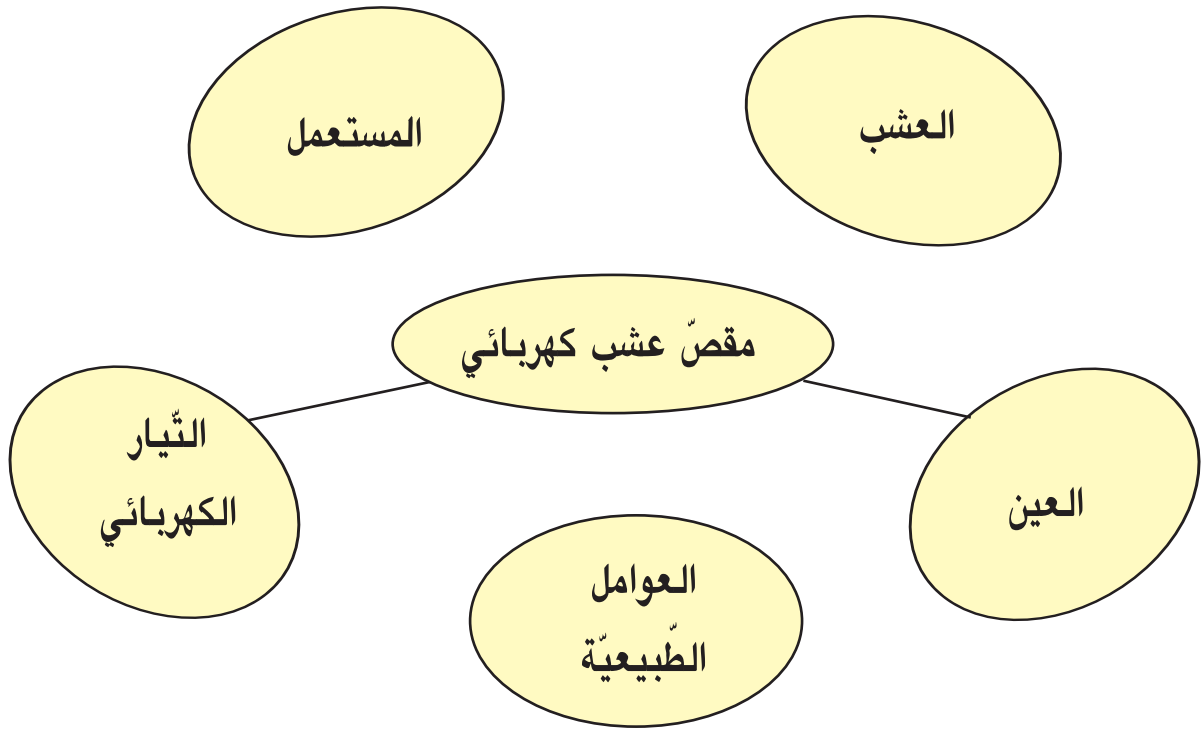 العشب
المستعمل
مقصّ عشب كهربائي
العين
التّيار
الكهربائي
العوامل
الطّبيعيّة